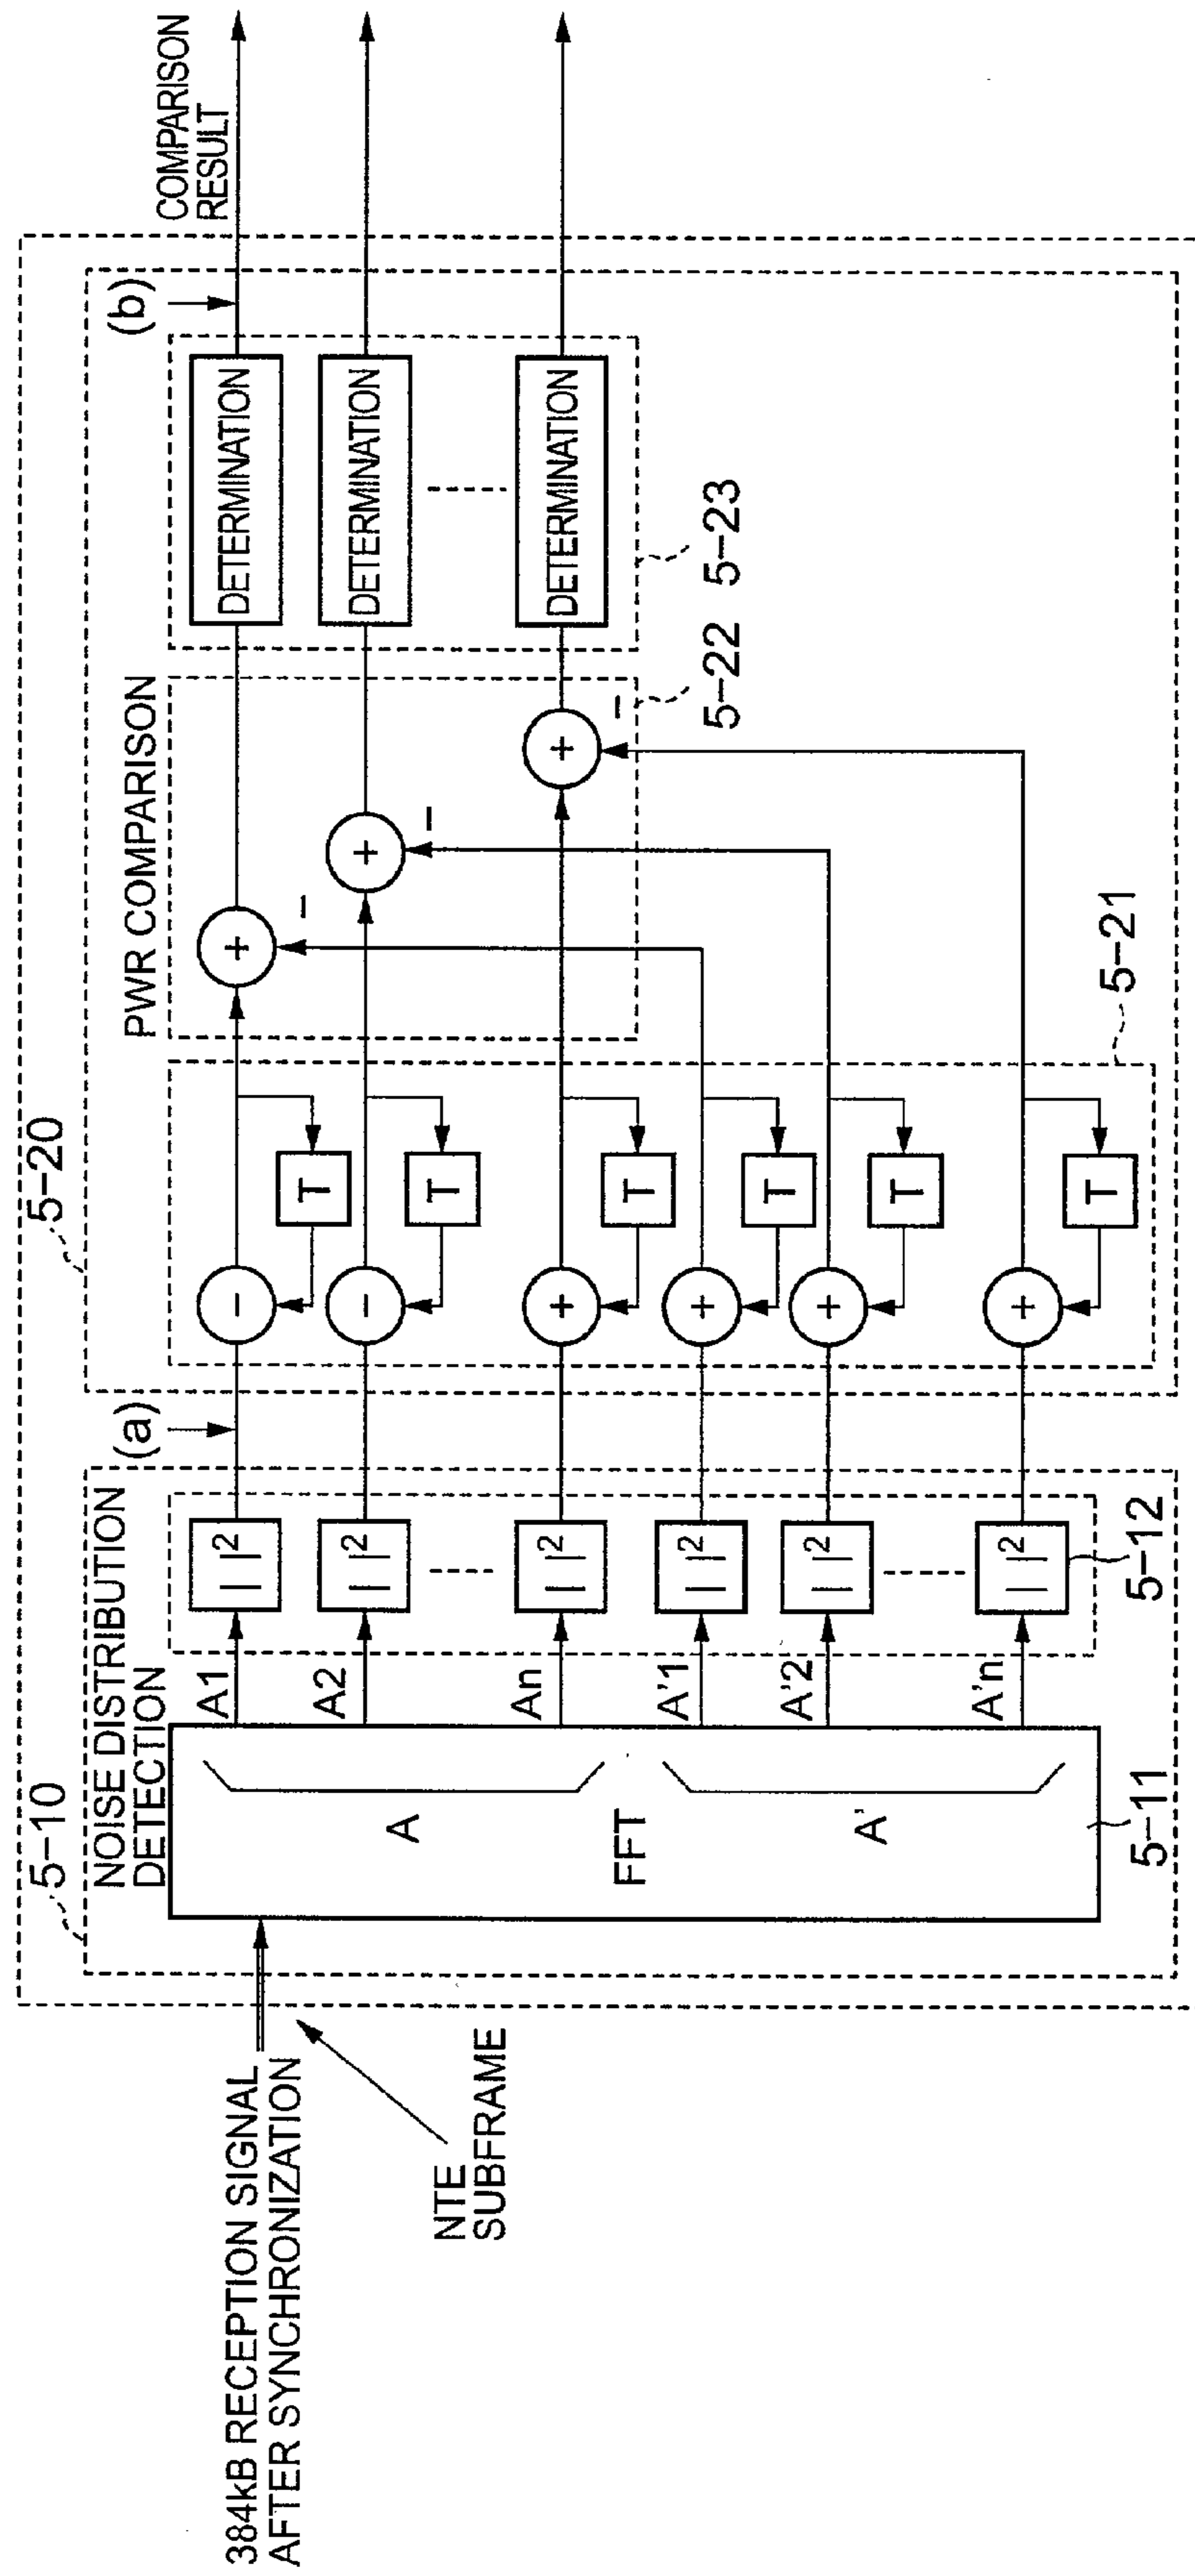 384kB RECEPTION SIGNAL
AFTER SYNCHRONIZATION
NTE
SUBFRAME
5-10
NOISE DISTRIBUTION
DETECTION
A
FFT
A'
5-11
A1
A2
An
A'1
A'2
A'n
| |²
| |²
| |²
| |²
| |²
| |²
5-12
(a)
5-20
−
−
+
+
+
+
T
T
T
T
T
T
5-21
PWR COMPARISON
+
−
+
−
+
−
5-22
DETERMINATION
DETERMINATION
DETERMINATION
5-23
(b)
COMPARISON
RESULT